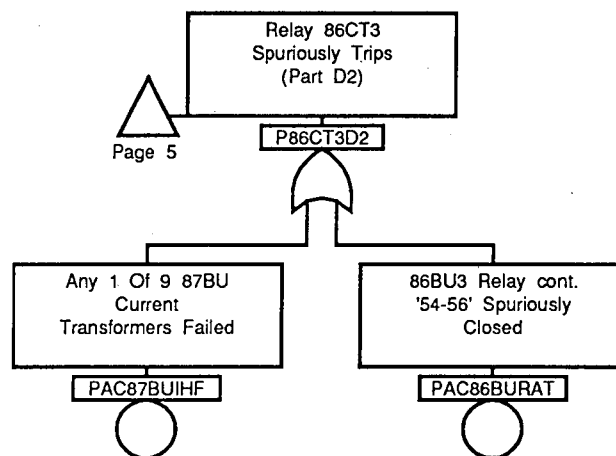 Relay 86CT3
Spuriously Trips
(Part D2)
Page 5
P86CT3D2
Any 1 Of 9 87BU
Current
Transformers Failed
86BU3 Relay cont.
'54-56' Spuriously
Closed
PAC87BUIHF
PAC86BURAT